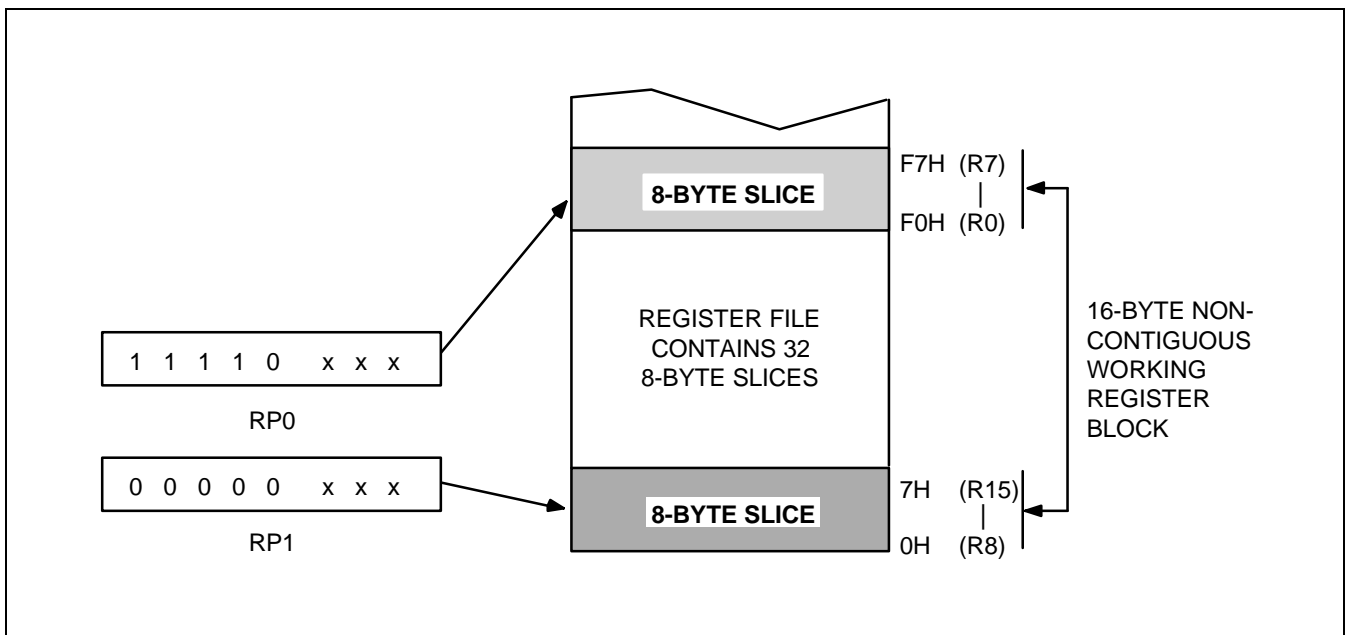 8-BYTE SLICE
F7H (R7)
F0H (R0)
REGISTER FILE
CONTAINS 32
8-BYTE SLICES
16-BYTE NON-
CONTIGUOUS
WORKING
REGISTER
BLOCK
1 1 1 1 0 x x x
RP0
0 0 0 0 0 x x x
RP1
8-BYTE SLICE
7H (R15)
0H (R8)